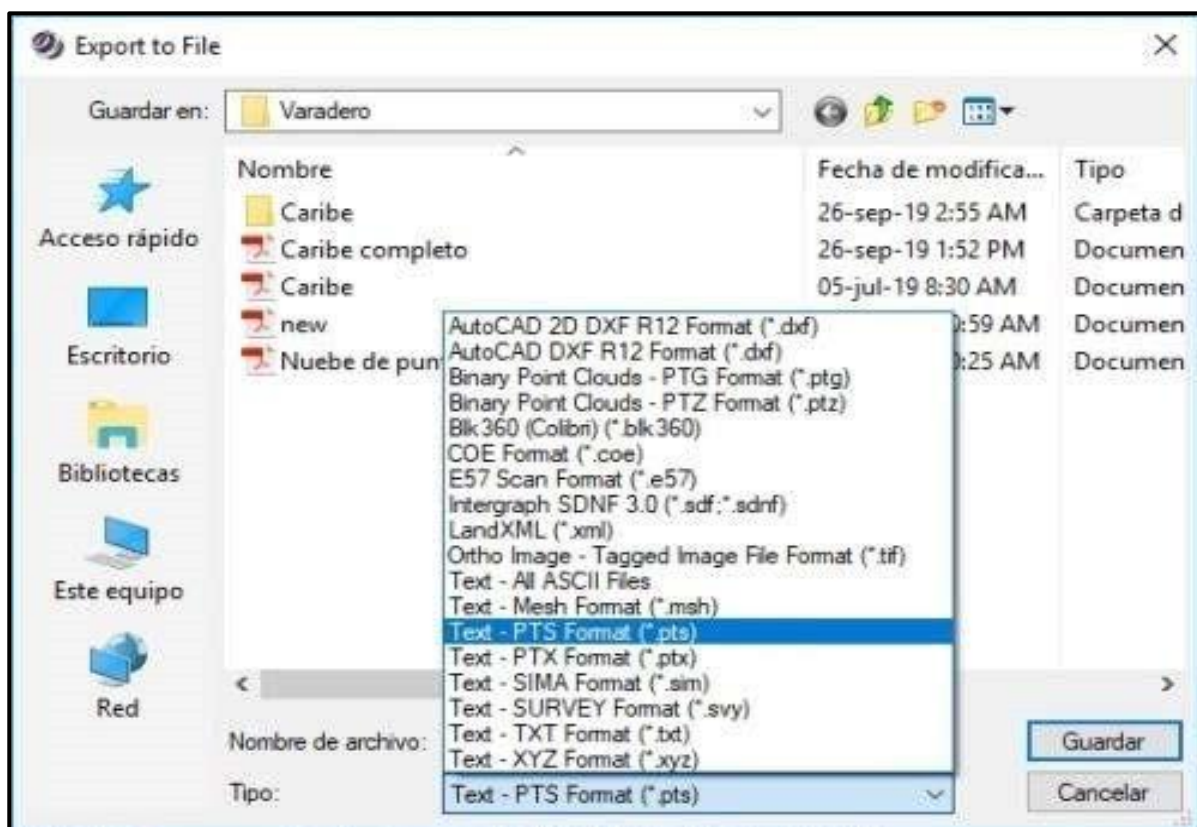 Export to File
Guardar en: Varadero
Nombre Fecha de modifica... Tipo
Caribe 26-sep-19 2:55 AM Carpeta d
Caribe completo 26-sep-19 1:52 PM Documen
Caribe 05-jul-19 8:30 AM Documen
new :59 AM Documen
Nuebe de pun :25 AM Documen
Acceso rápido
Escritorio
Bibliotecas
Este equipo
Red
AutoCAD 2D DXF R12 Format (*.dxf)
AutoCAD DXF R12 Format (*.dxf)
Binary Point Clouds - PTG Format (*.ptg)
Binary Point Clouds - PTZ Format (*.ptz)
Blk360 (Colibri) (*.blk360)
COE Format (*.coe)
E57 Scan Format (*.e57)
Intergraph SDNF 3.0 (*.sdf;*.sdnf)
LandXML (*.xml)
Ortho Image - Tagged Image File Format (*.tif)
Text - All ASCII Files
Text - Mesh Format (*.msh)
Text - PTS Format (*.pts)
Text - PTX Format (*.ptx)
Text - SIMA Format (*.sim)
Text - SURVEY Format (*.svy)
Text - TXT Format (*.txt)
Text - XYZ Format (*.xyz)
Nombre de archivo: Guardar
Tipo: Text - PTS Format (*.pts) Cancelar